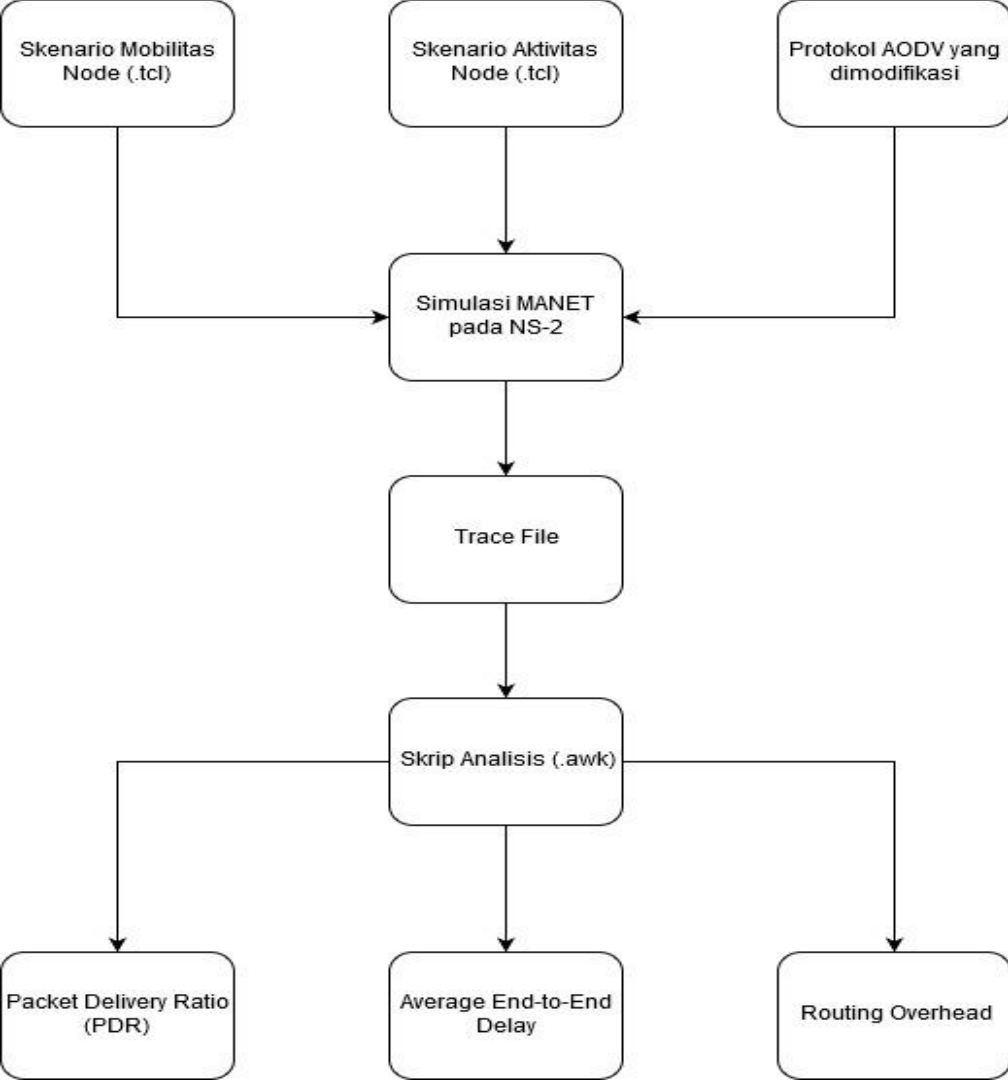 Skenario Mobilitas
Node (.tcl)
Skenario Aktivitas
Node (.tcl)
Protokol AODV yang
dimodifikasi
Simulasi MANET
pada NS-2
Trace File
Skrip Analisis (.awk)
Packet Delivery Ratio
(PDR)
Average End-to-End
Delay
Routing Overhead